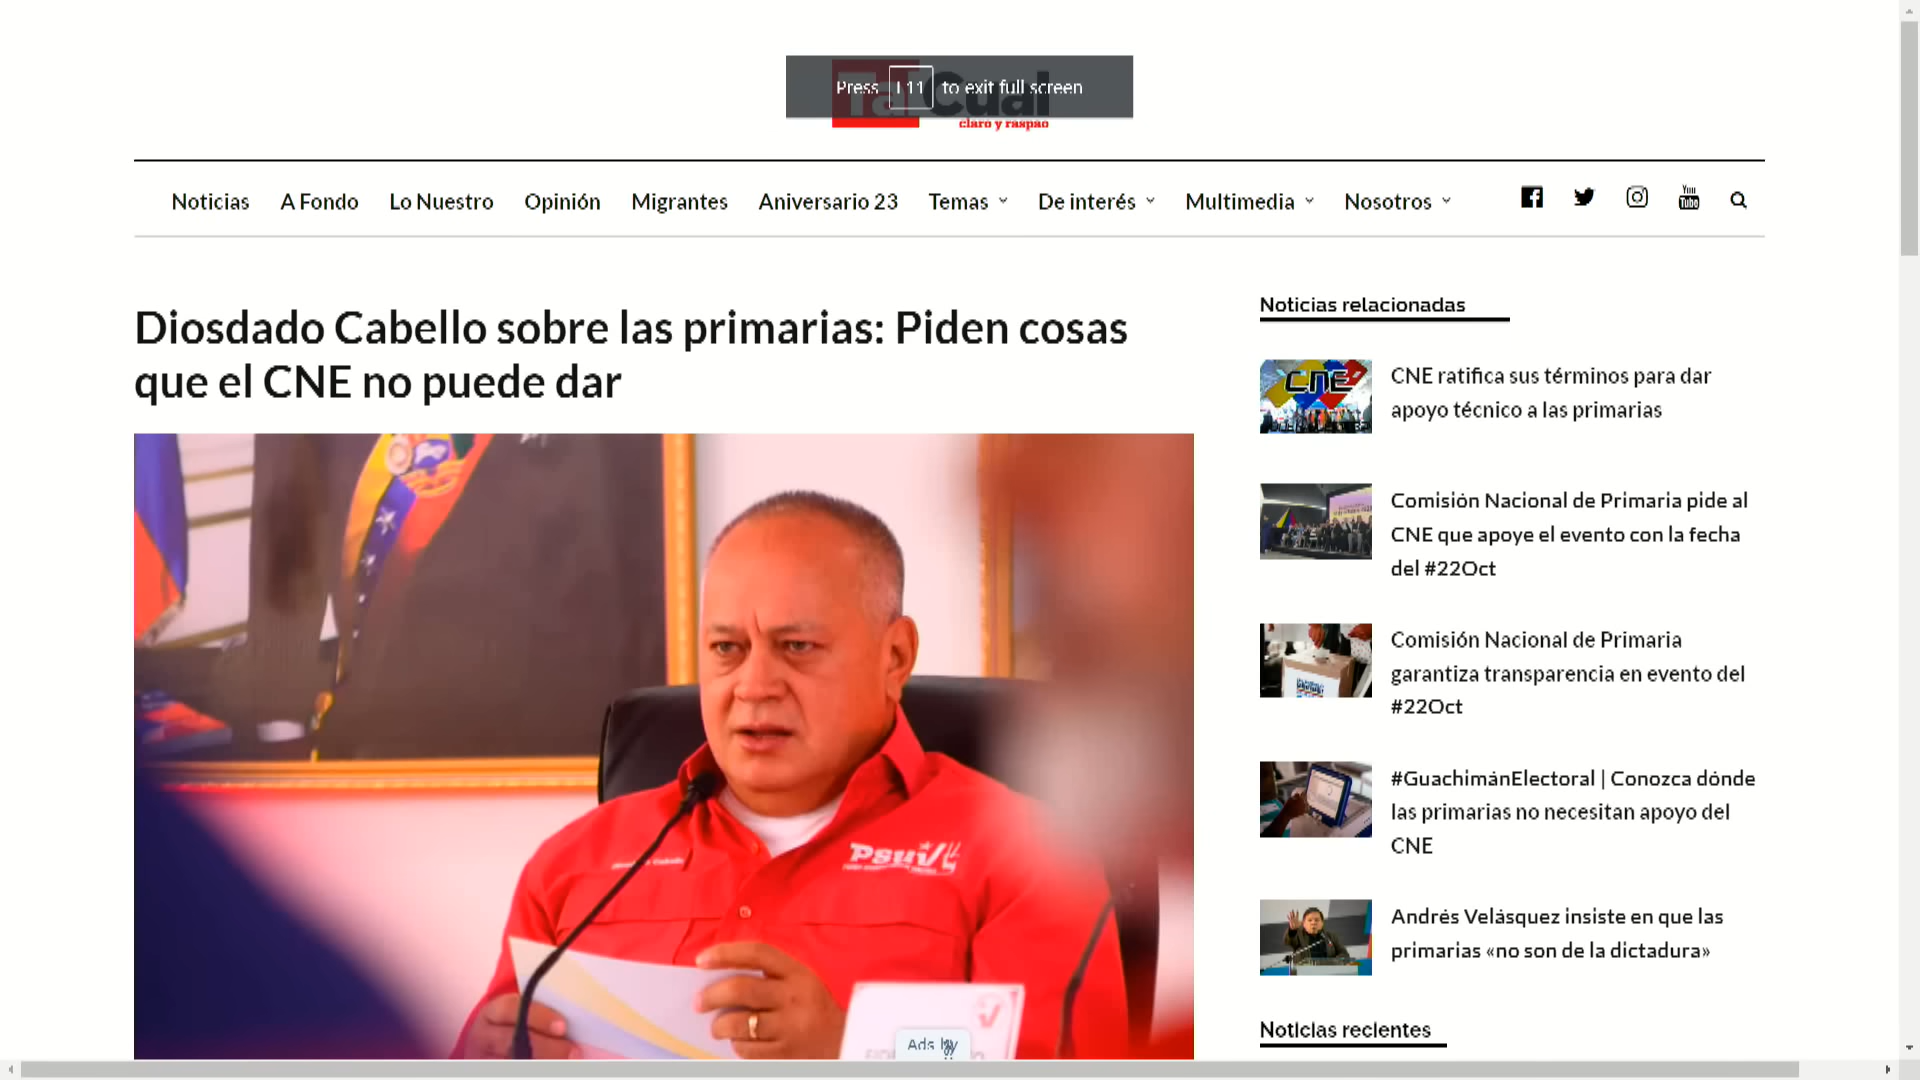 Press F11 to exit full screen
TalCual
claro y raspao
Noticias A Fondo Lo Nuestro Opinión Migrantes Aniversario 23 Temas De interés Multimedia Nosotros
Diosdado Cabello sobre las primarias: Piden cosas
que el CNE no puede dar
Psuv
Ads by
Noticias relacionadas
CNE
CNE ratifica sus términos para dar
apoyo técnico a las primarias
Comisión Nacional de Primaria pide al
CNE que apoye el evento con la fecha
del #22Oct
Comisión Nacional de Primaria
garantiza transparencia en evento del
#22Oct
#GuachimánElectoral | Conozca dónde
las primarias no necesitan apoyo del
CNE
Andrés Velásquez insiste en que las
primarias «no son de la dictadura»
Noticias recientes